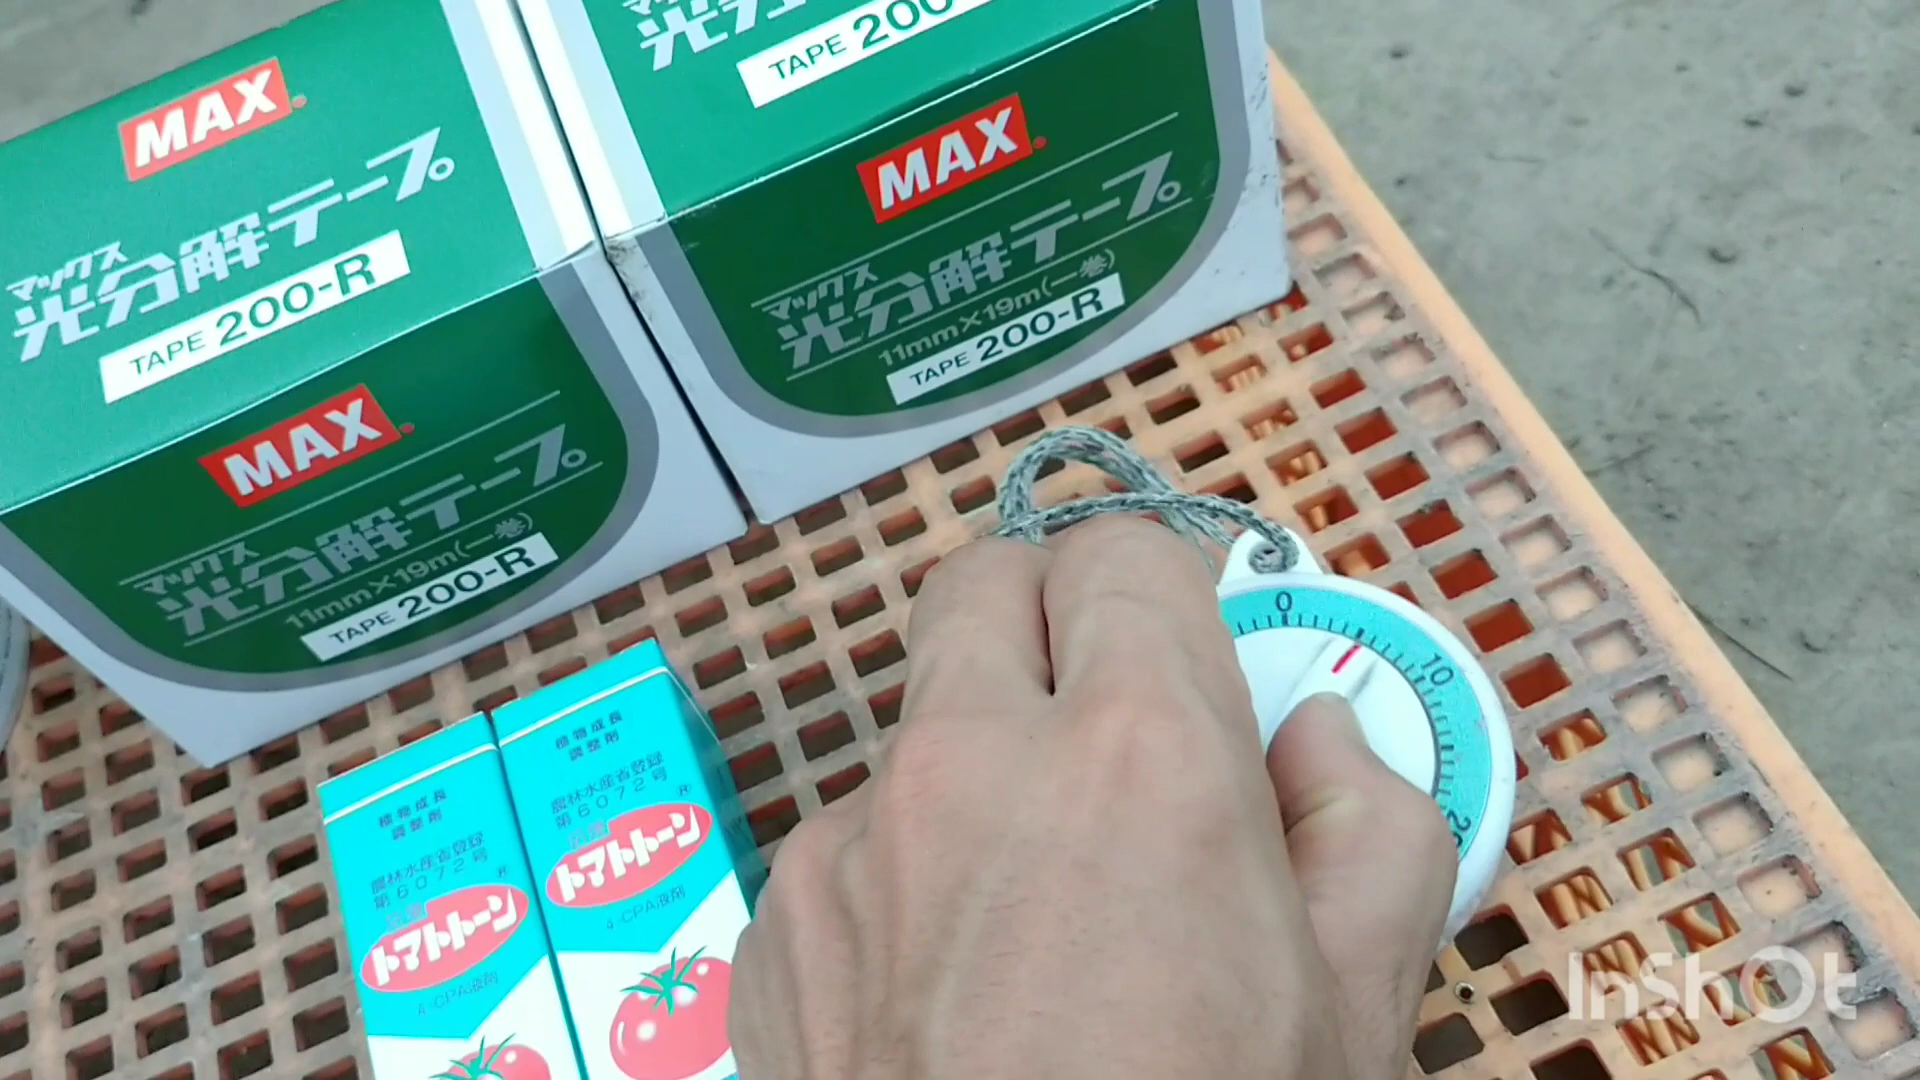 MAX
マックス
光分解テープ
TAPE 200-R
MAX
マックス
光分解テープ
11mm×19m(一巻)
TAPE 200-R
光分解
TAPE 200
MAX
マックス
光分解テープ
11mm×19m(一巻)
TAPE 200-R
植物成長
調整剤
農林水産省登録
第6072号
トマトトーン
4-CPA液剤
植物成長
調整剤
農林水産省登録
第6072号
トマトトーン
4-CPA液剤
0
10
20
InShOt